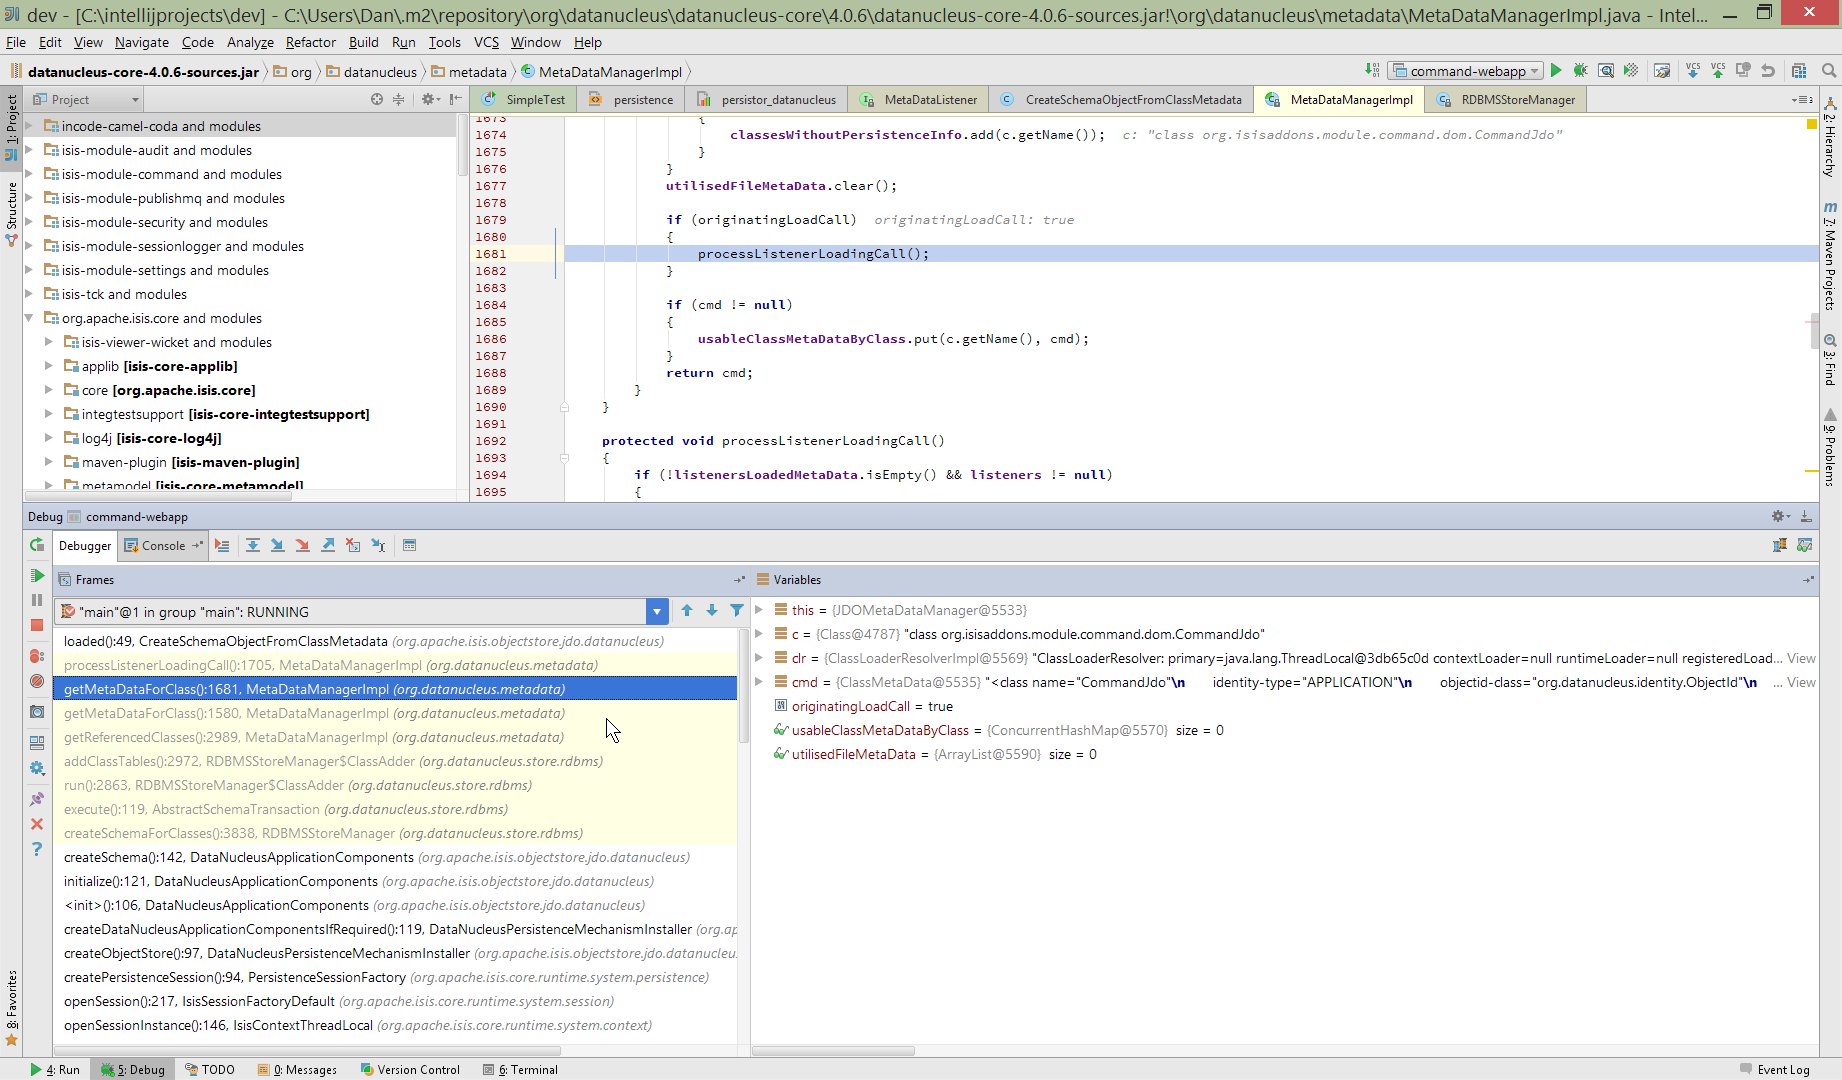 dev - [C:\intellijprojects\dev] - C:\Users\Dan\.m2\repository\org\datanucleus\datanucleus-core\4.0.6\datanucleus-core-4.0.6-sources.jar!\org\datanucleus\metadata\MetaDataManagerImpl.java - Intel...
File Edit View Navigate Code Analyze Refactor Build Run Tools VCS Window Help
datanucleus-core-4.0.6-sources.jar org datanucleus metadata MetaDataManagerImpl command-webapp VCS VCS
Project SimpleTest persistence persistor_datanucleus MetaDataListener CreateSchemaObjectFromClassMetadata MetaDataManagerImpl RDBMSStoreManager
1: Project
Structure
8: Favorites
2: Hierarchy
7: Maven Projects
3: Find
9: Problems
incode-camel-coda and modules
isis-module-audit and modules
isis-module-command and modules
isis-module-publishmq and modules
isis-module-security and modules
isis-module-sessionlogger and modules
isis-module-settings and modules
isis-tck and modules
org.apache.isis.core and modules
isis-viewer-wicket and modules
applib [isis-core-applib]
core [org.apache.isis.core]
integtestsupport [isis-core-integtestsupport]
log4j [isis-core-log4j]
maven-plugin [isis-maven-plugin]
metamodel [isis-core-metamodel]
1673 {
1674 classesWithoutPersistenceInfo.add(c.getName()); c: "class org.isisaddons.module.command.dom.CommandJdo"
1675 }
1676 }
1677 utilisedFileMetaData.clear();
1678
1679 if (originatingLoadCall) originatingLoadCall: true
1680 {
1681 processListenerLoadingCall();
1682 }
1683
1684 if (cmd != null)
1685 {
1686 usableClassMetaDataByClass.put(c.getName(), cmd);
1687 }
1688 return cmd;
1689 }
1690 }
1691
1692 protected void processListenerLoadingCall()
1693 {
1694 if (!listenersLoadedMetaData.isEmpty() && listeners != null)
1695 {
Debug command-webapp
Debugger Console
Frames
"main"@1 in group "main": RUNNING
loaded():49, CreateSchemaObjectFromClassMetadata (org.apache.isis.objectstore.jdo.datanucleus)
processListenerLoadingCall():1705, MetaDataManagerImpl (org.datanucleus.metadata)
getMetaDataForClass():1681, MetaDataManagerImpl (org.datanucleus.metadata)
getMetaDataForClass():1580, MetaDataManagerImpl (org.datanucleus.metadata)
getReferencedClasses():2989, MetaDataManagerImpl (org.datanucleus.metadata)
addClassTables():2972, RDBMSStoreManager$ClassAdder (org.datanucleus.store.rdbms)
run():2863, RDBMSStoreManager$ClassAdder (org.datanucleus.store.rdbms)
execute():119, AbstractSchemaTransaction (org.datanucleus.store.rdbms)
createSchemaForClasses():3838, RDBMSStoreManager (org.datanucleus.store.rdbms)
createSchema():142, DataNucleusApplicationComponents (org.apache.isis.objectstore.jdo.datanucleus)
initialize():121, DataNucleusApplicationComponents (org.apache.isis.objectstore.jdo.datanucleus)
<init>():106, DataNucleusApplicationComponents (org.apache.isis.objectstore.jdo.datanucleus)
createDataNucleusApplicationComponentsIfRequired():119, DataNucleusPersistenceMechanismInstaller (org.ap
createObjectStore():97, DataNucleusPersistenceMechanismInstaller (org.apache.isis.objectstore.jdo.datanucleu
createPersistenceSession():94, PersistenceSessionFactory (org.apache.isis.core.runtime.system.persistence)
openSession():217, IsisSessionFactoryDefault (org.apache.isis.core.runtime.system.session)
openSessionInstance():146, IsisContextThreadLocal (org.apache.isis.core.runtime.system.context)
Variables
this = {JDOMetaDataManager@5533}
c = {Class@4787} "class org.isisaddons.module.command.dom.CommandJdo"
clr = {ClassLoaderResolverImpl@5569} "ClassLoaderResolver: primary=java.lang.ThreadLocal@3db65c0d contextLoader=null runtimeLoader=null registeredLoad... View
cmd = {ClassMetaData@5535} "<class name="CommandJdo"\n identity-type="APPLICATION"\n objectid-class="org.datanucleus.identity.ObjectId"\n ... View
originatingLoadCall = true
usableClassMetaDataByClass = {ConcurrentHashMap@5570} size = 0
utilisedFileMetaData = {ArrayList@5590} size = 0
4: Run 5: Debug TODO 0: Messages Version Control 6: Terminal Event Log